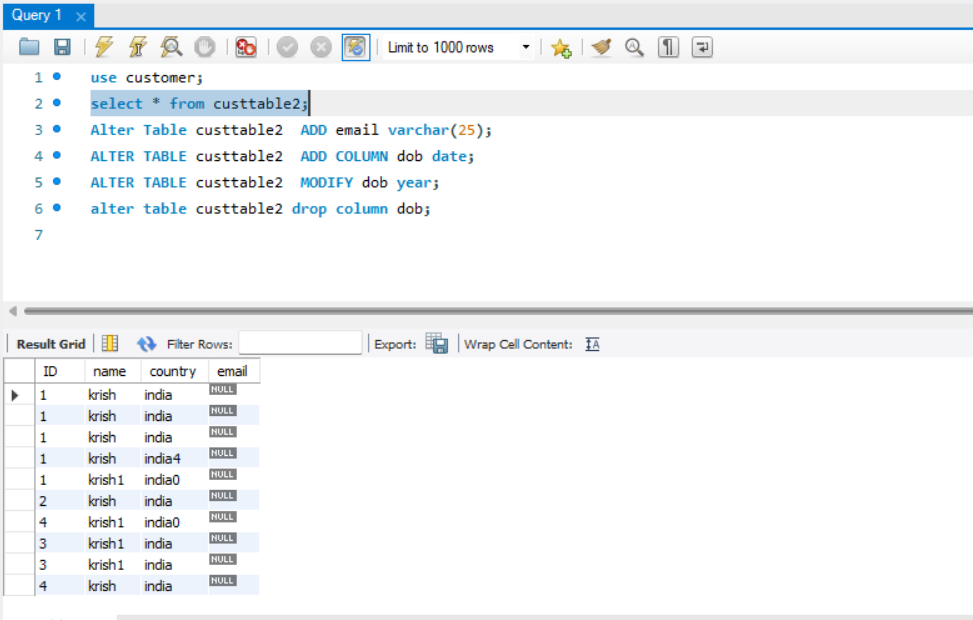 Query 1
Limit to 1000 rows
1 use customer;
2 select * from custtable2;
3 Alter Table custtable2  ADD email varchar(25);
4 ALTER TABLE custtable2  ADD COLUMN dob date;
5 ALTER TABLE custtable2  MODIFY dob year;
6 alter table custtable2 drop column dob;
7
Result Grid Filter Rows: Export: Wrap Cell Content:
ID name country email
1 krish india NULL
1 krish india NULL
1 krish india NULL
1 krish india4 NULL
1 krish1 india0 NULL
2 krish india NULL
4 krish1 india0 NULL
3 krish1 india NULL
3 krish1 india NULL
4 krish india NULL